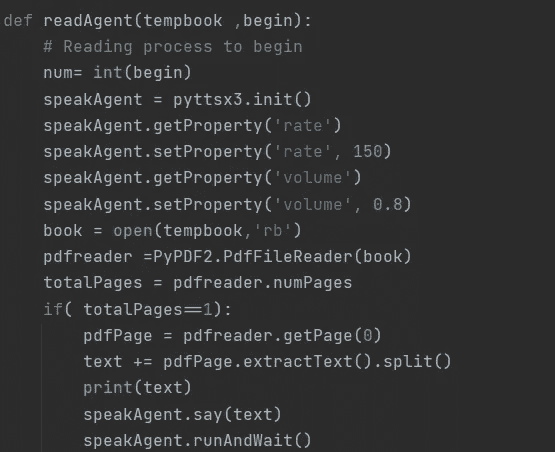 def readAgent(tempbook ,begin):
    # Reading process to begin
    num= int(begin)
    speakAgent = pyttsx3.init()
    speakAgent.getProperty('rate')
    speakAgent.setProperty('rate', 150)
    speakAgent.getProperty('volume')
    speakAgent.setProperty('volume', 0.8)
    book = open(tempbook,'rb')
    pdfreader =PyPDF2.PdfFileReader(book)
    totalPages = pdfreader.numPages
    if( totalPages==1):
        pdfPage = pdfreader.getPage(0)
        text += pdfPage.extractText().split()
        print(text)
        speakAgent.say(text)
        speakAgent.runAndWait()